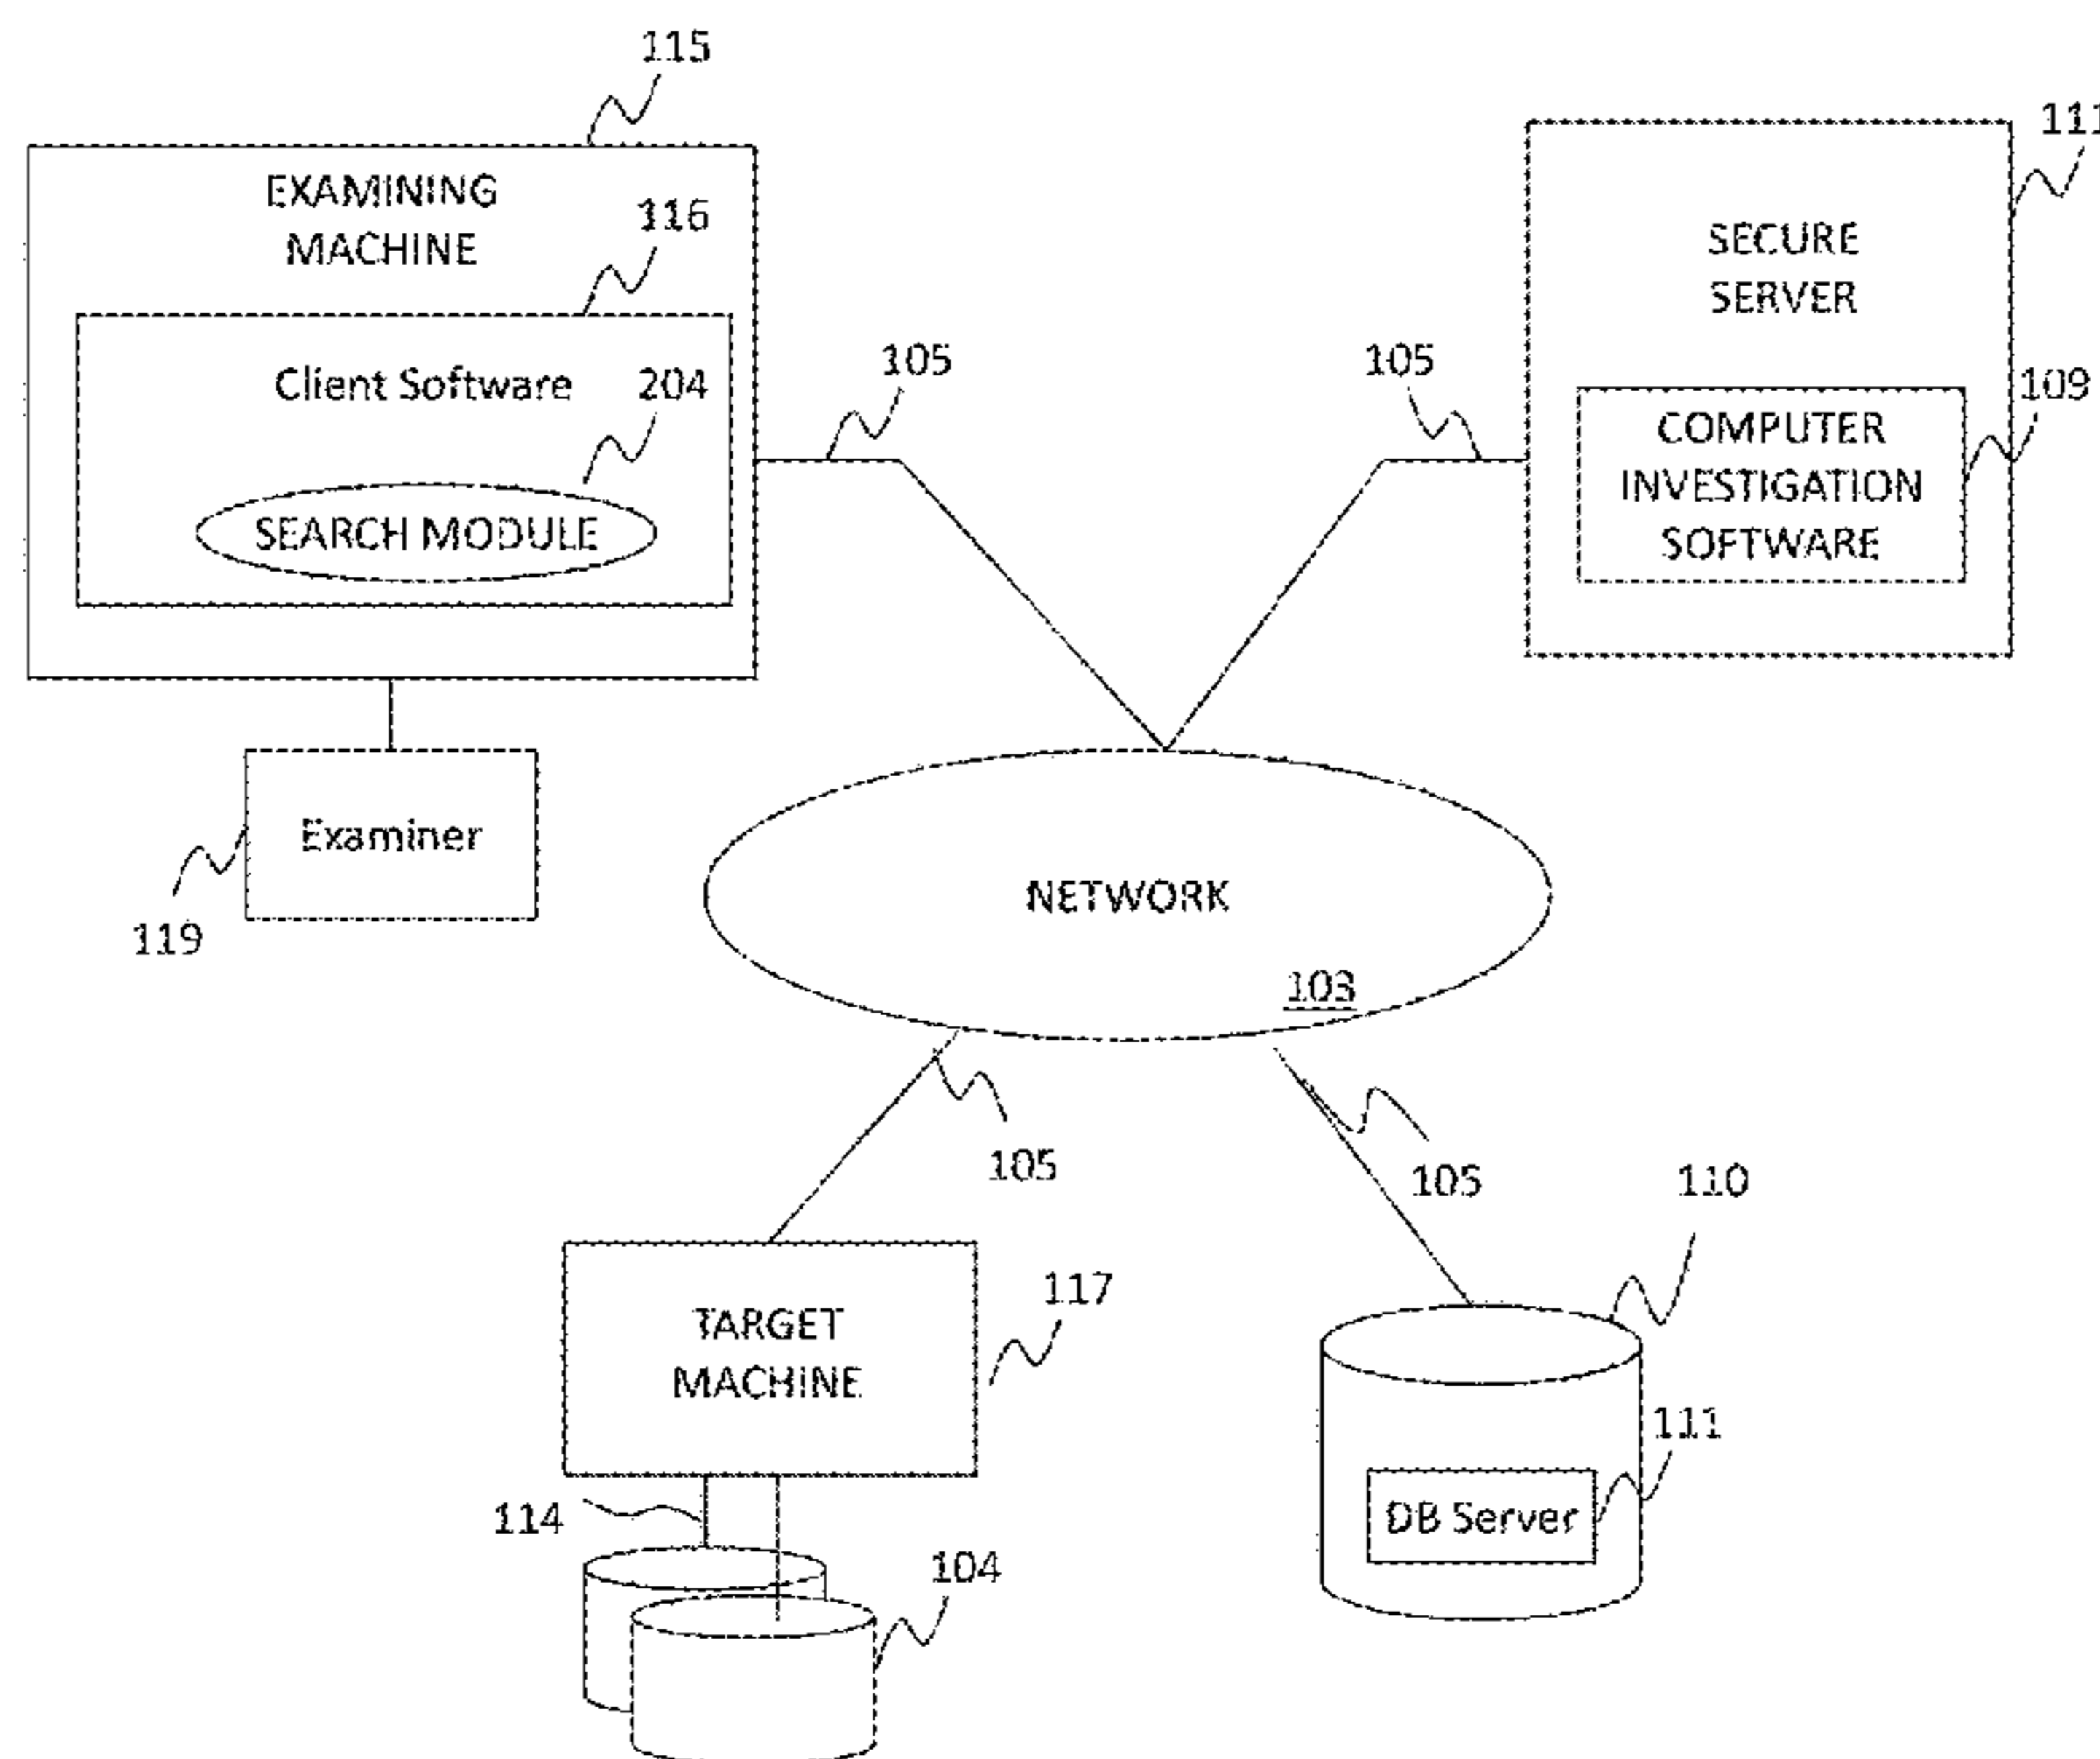 115
EXAMINING
MACHINE
116
Client Software
204
SEARCH MODULE
105
105
111
SECURE
SERVER
109
COMPUTER
INVESTIGATION
SOFTWARE
Examiner
119
NETWORK
103
105
105
110
TARGET
MACHINE
117
111
DB Server
114
104